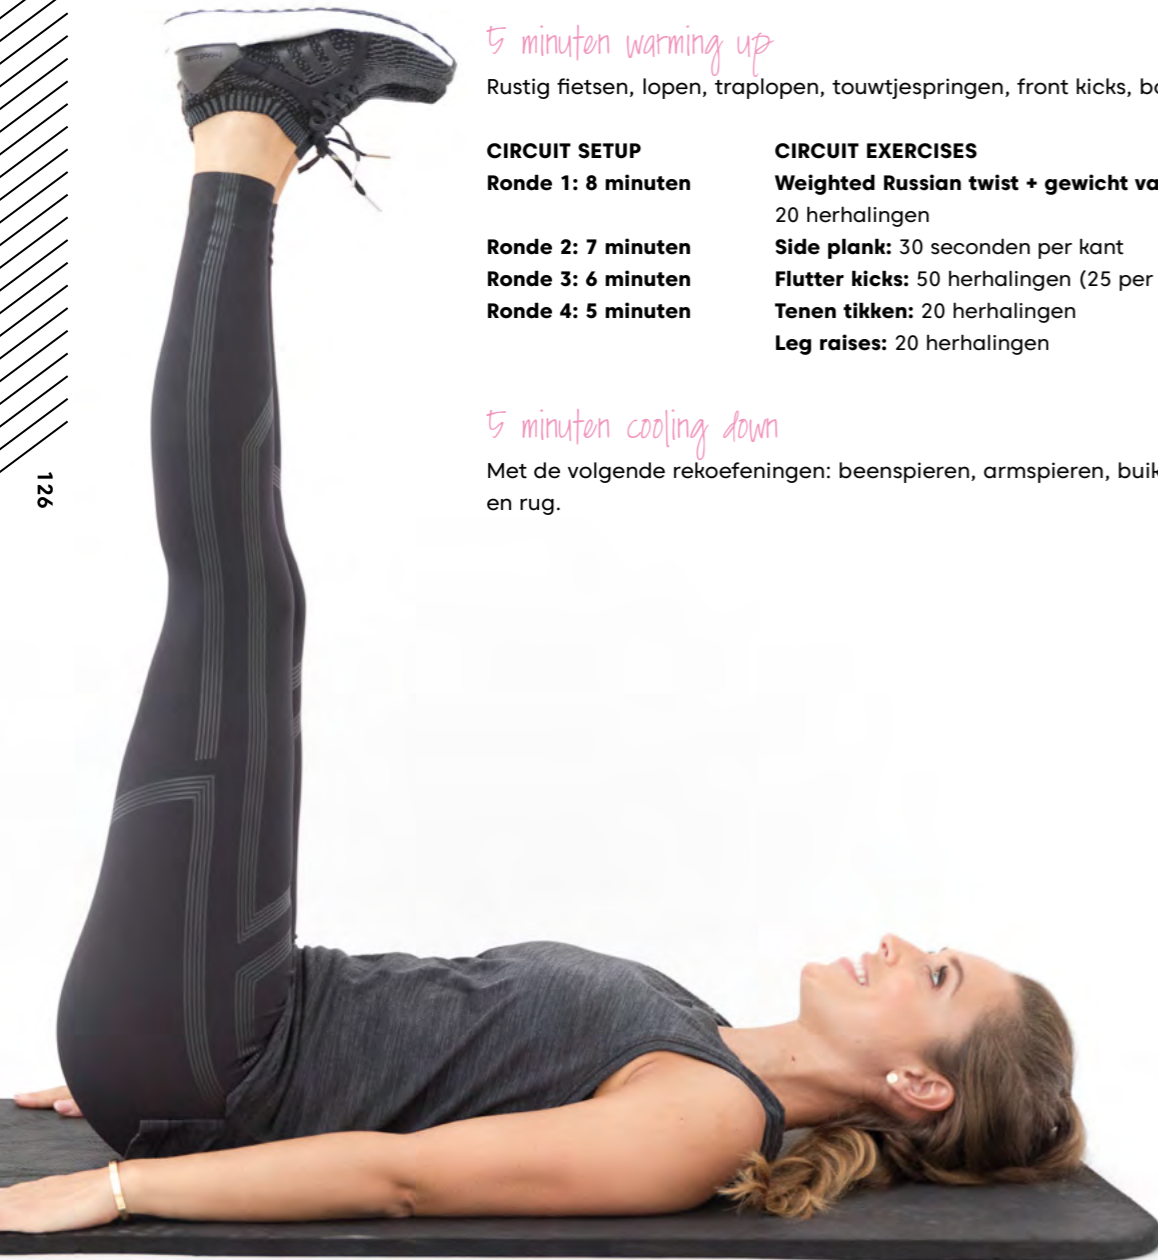 5 minuten warming up
Rustig fietsen, lopen, traplopen, touwtjespringen, front kicks,
CIRCUIT SETUP
Ronde 1: 8 minuten
Ronde 2: 7 minuten
Ronde 3: 6 minuten
Ronde 4: 5 minuten
CIRCUIT EXERCISES
Weighted Russian twist + gewicht
20 herhalingen
Side plank: 30 seconden per kant
Flutter kicks: 50 herhalingen (25 per
Tenen tikken: 20 herhalingen
Leg raises: 20 herhalingen
5 minuten cooling down
Met de volgende rekoefeningen: beenspieren, armspieren,
en rug.
126